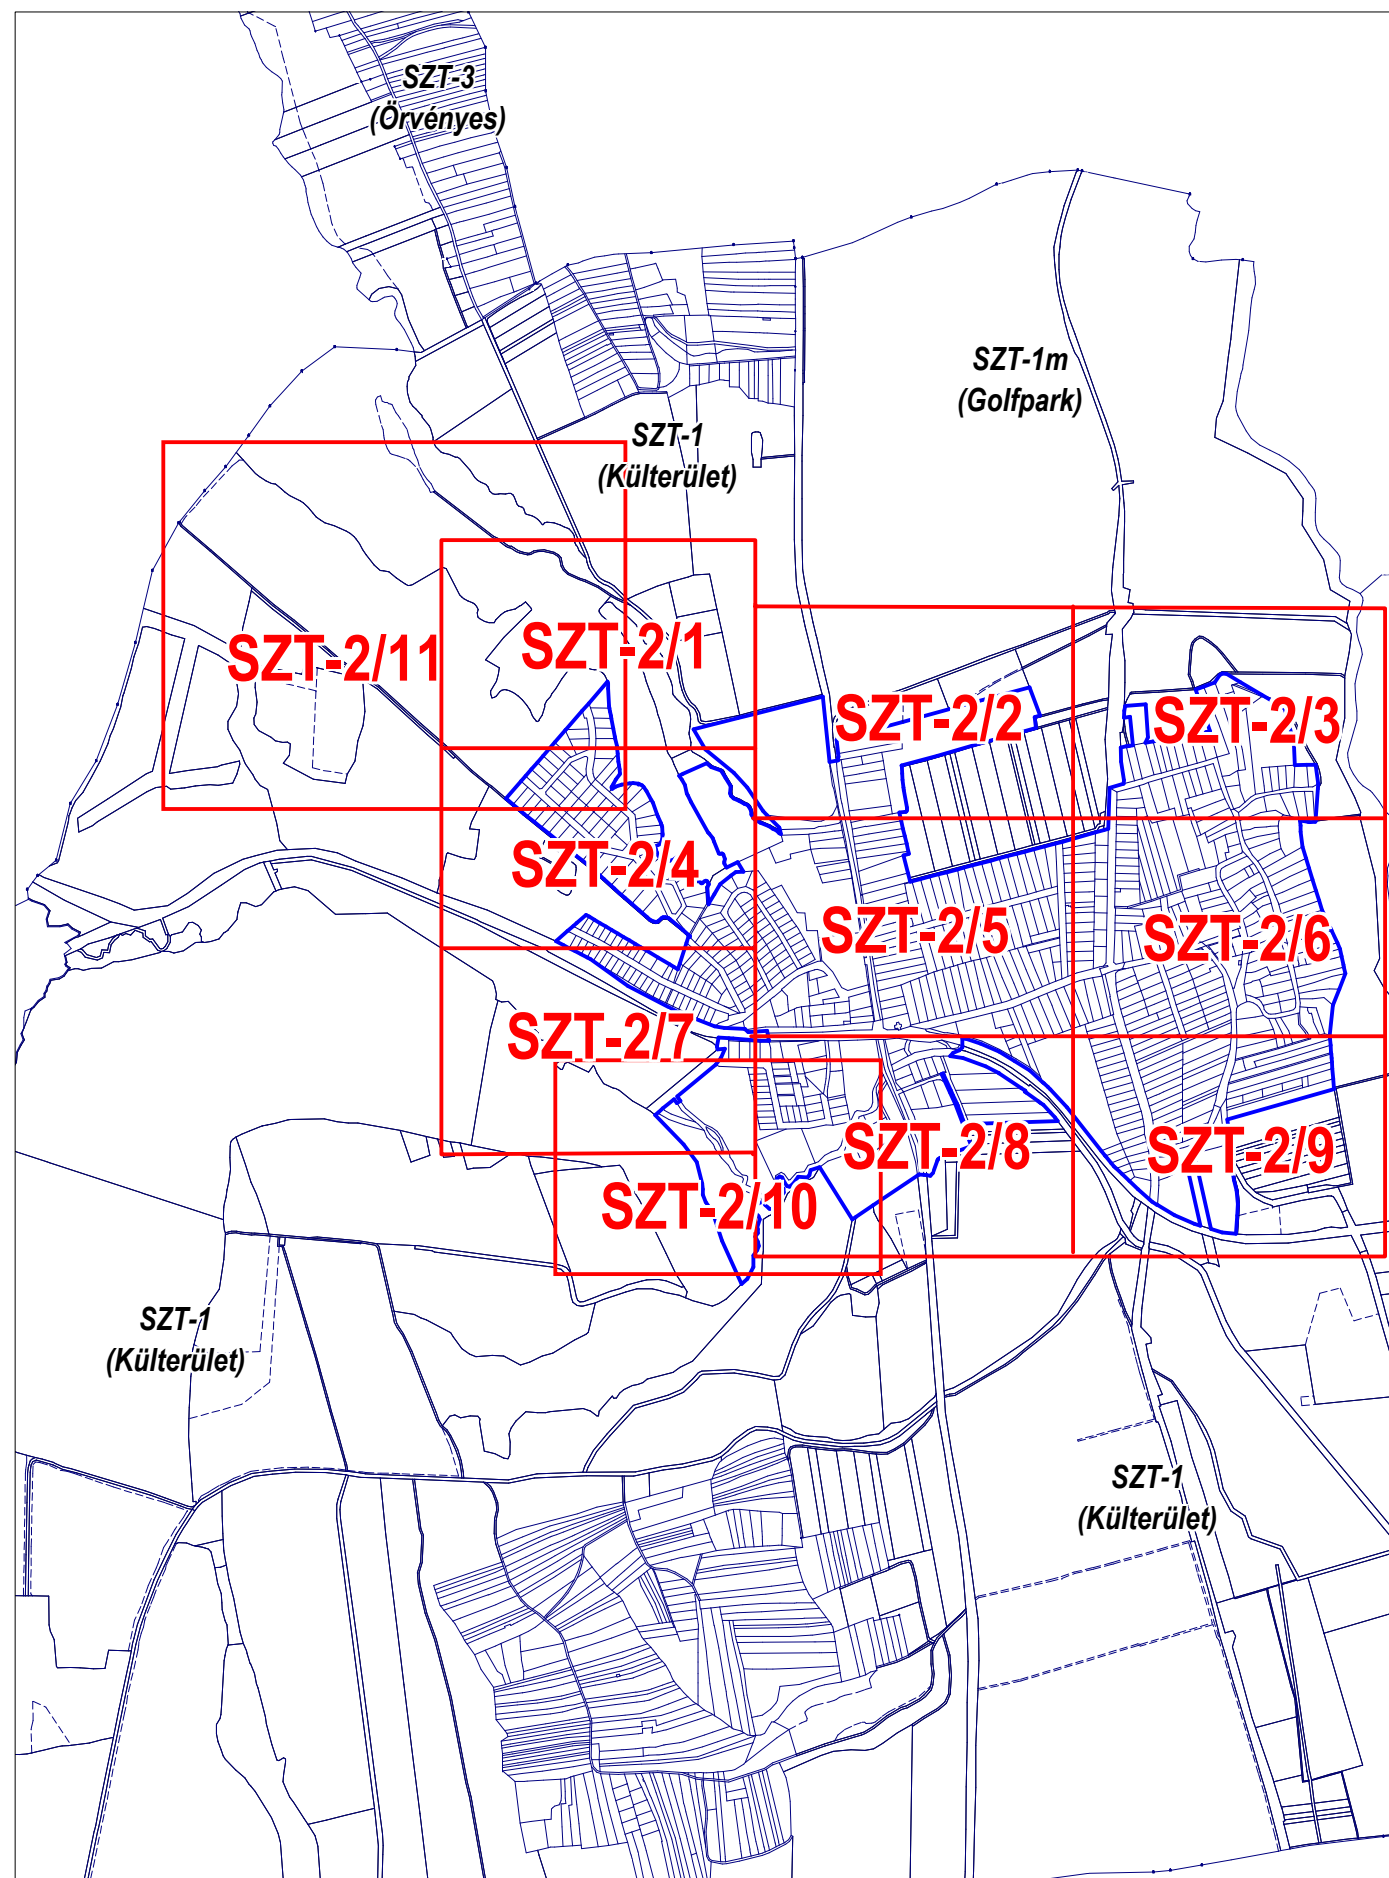 SZT-3
(Örvényes)
SZT-1m
(Golfpark)
SZT-1
(Külterület)
SZT-2/11
SZT-2/1
SZT-2/2
SZT-2/3
SZT-2/4
SZT-2/5
SZT-2/6
SZT-2/7
SZT-2/8
SZT-2/9
SZT-2/10
SZT-1
(Külterület)
SZT-1
(Külterület)